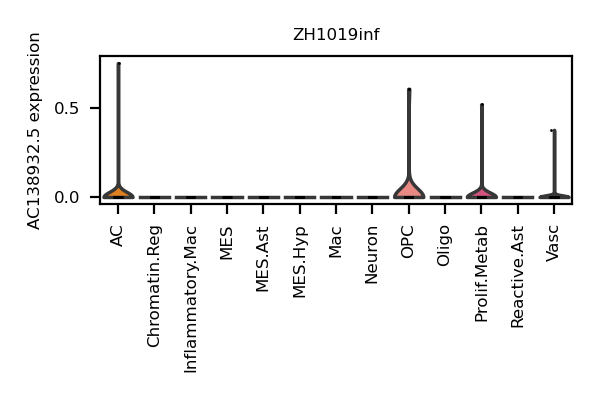 ZH1019inf
AC138932.5 expression
0.5
0.0
AC
Chromatin.Reg
Inflammatory.Mac
MES
MES.Ast
MES.Hyp
Mac
Neuron
OPC
Oligo
Prolif.Metab
Reactive.Ast
Vasc